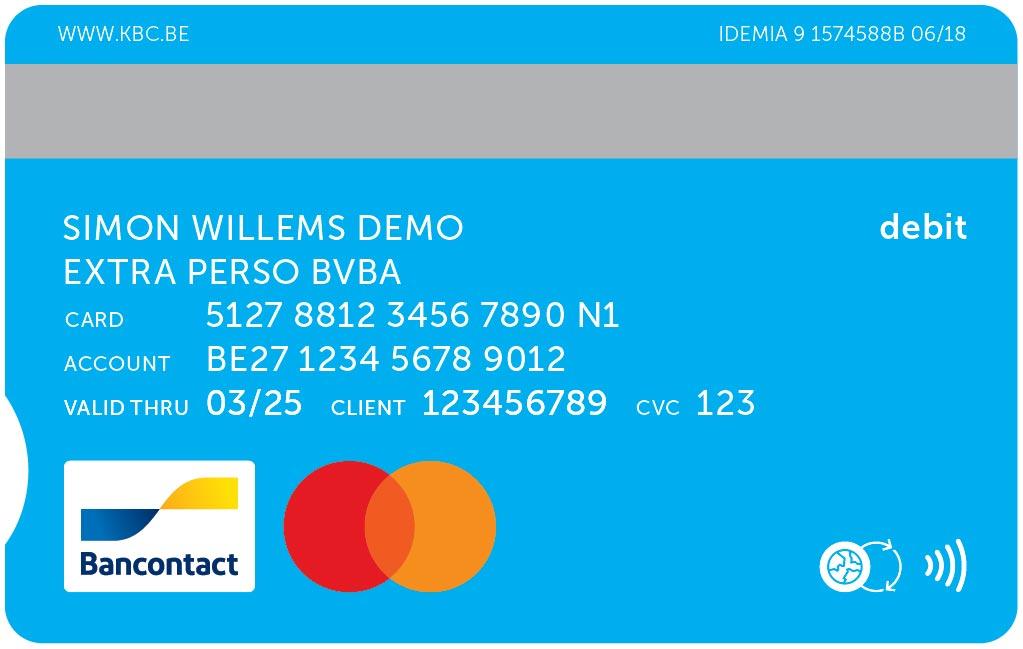 WWW.KBC.BE IDEMIA 9 1574588B 06/18
SIMON WILLEMS DEMO debit
EXTRA PERSO BVBA
CARD 5127 8812 3456 7890 N1
ACCOUNT BE27 1234 5678 9012
VALID THRU 03/25 CLIENT 123456789 CVC 123
Bancontact